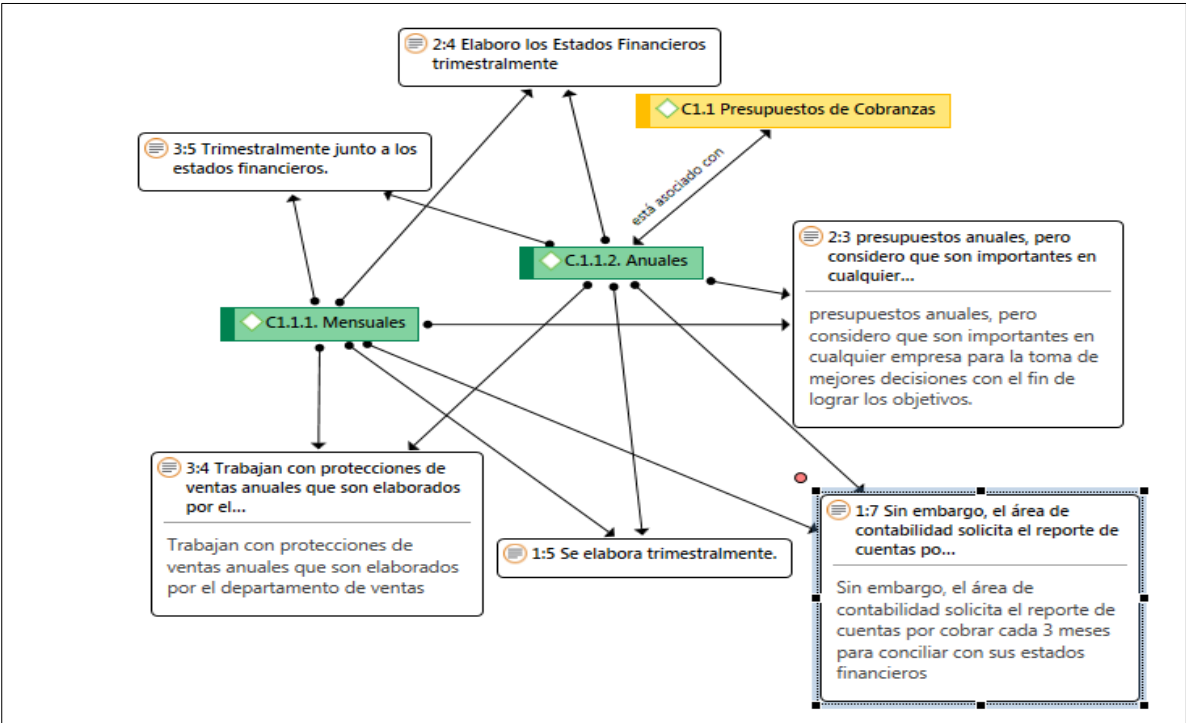 2:4 Elaboro los Estados Financieros
trimestralmente
C1.1 Presupuestos de Cobranzas
3:5 Trimestralmente junto a los
estados financieros.
está asociado con
2:3 presupuestos anuales, pero
considero que son importantes en
cualquier...
presupuestos anuales, pero
considero que son importantes en
cualquier empresa para la toma de
mejores decisiones con el fin de
lograr los objetivos.
C.1.1.2. Anuales
C1.1.1. Mensuales
3:4 Trabajan con protecciones de
ventas anuales que son elaborados
por el...
Trabajan con protecciones de
ventas anuales que son elaborados
por el departamento de ventas
1:5 Se elabora trimestralmente.
1:7 Sin embargo, el área de
contabilidad solicita el reporte de
cuentas po...
Sin embargo, el área de
contabilidad solicita el reporte de
cuentas por cobrar cada 3 meses
para conciliar con sus estados
financieros